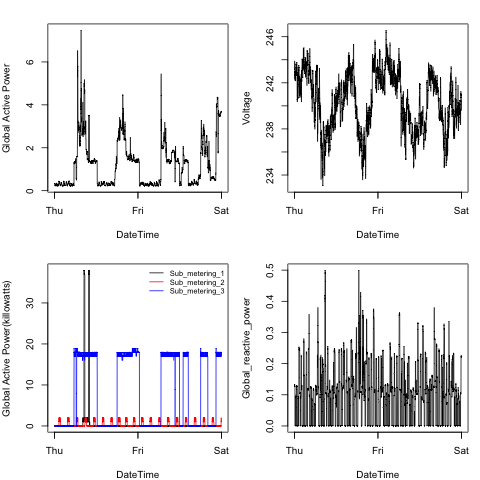 Global Active Power
6
4
2
0
Thu Fri Sat
DateTime
Voltage
246
242
238
234
Thu Fri Sat
DateTime
Global Active Power(killowatts)
30
20
10
0
Sub_metering_1
Sub_metering_2
Sub_metering_3
Thu Fri Sat
DateTime
Global_reactive_power
0.5
0.4
0.3
0.2
0.1
0.0
Thu Fri Sat
DateTime